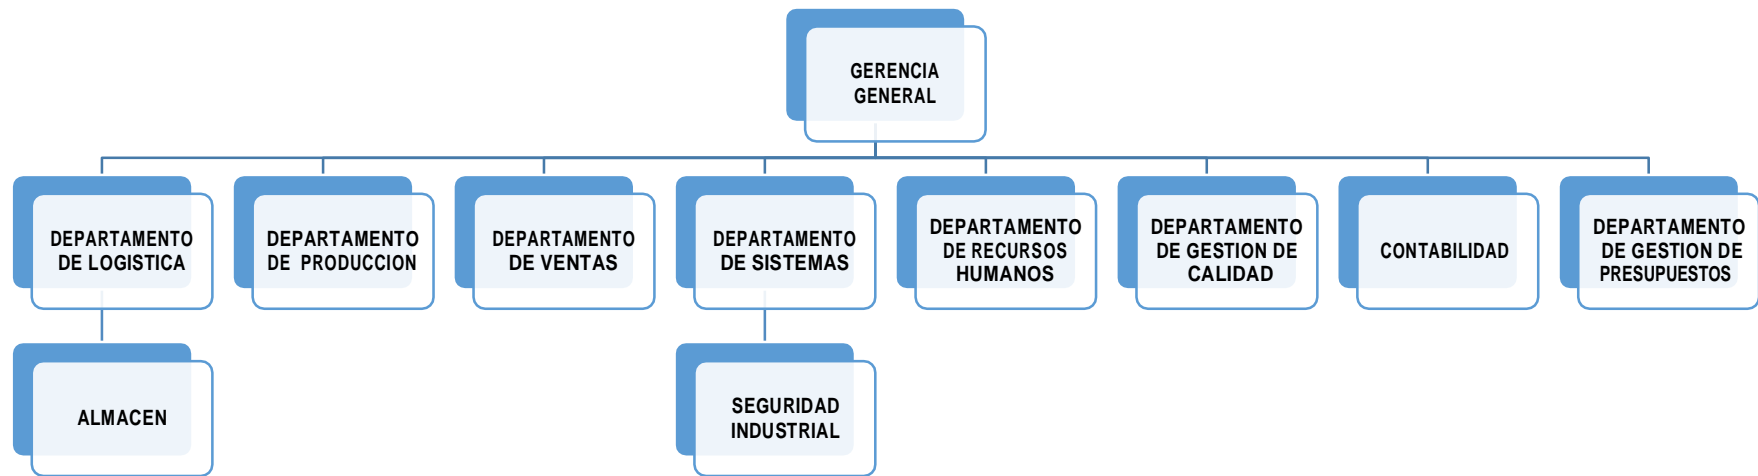 GERENCIA
GENERAL
DEPARTAMENTO
DE LOGISTICA
DEPARTAMENTO
DE PRODUCCION
DEPARTAMENTO
DE VENTAS
DEPARTAMENTO
DE SISTEMAS
DEPARTAMENTO
DE RECURSOS
HUMANOS
DEPARTAMENTO
DE GESTION DE
CALIDAD
CONTABILIDAD
DEPARTAMENTO
DE GESTION DE
PRESUPUESTOS
ALMACEN
SEGURIDAD
INDUSTRIAL